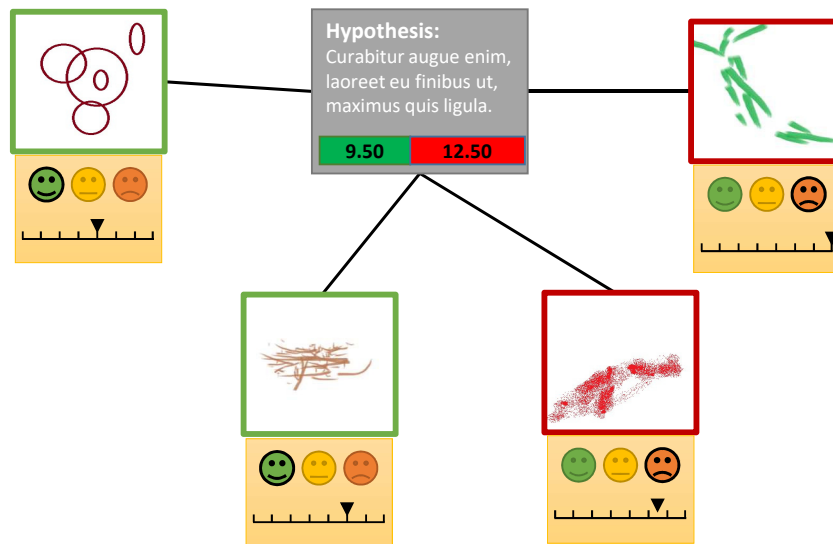 Hypothesis:
Curabitur augue enim,
laoreet eu finibus ut,
maximus quis ligula.
9.50 12.50